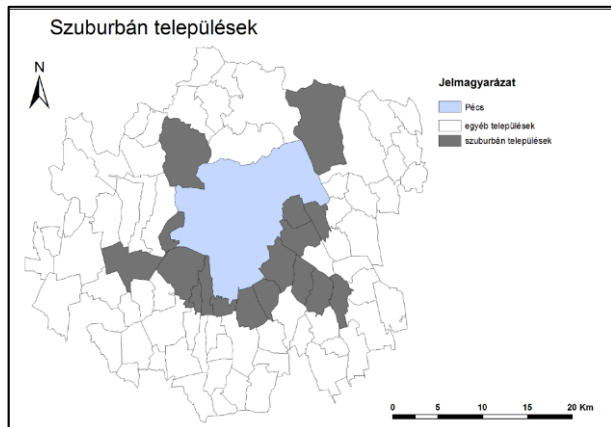 Szuburbán települések
N
Jelmagyarázat
Pécs
egyéb települések
szuburbán települések
0 5 10 15 20 Km